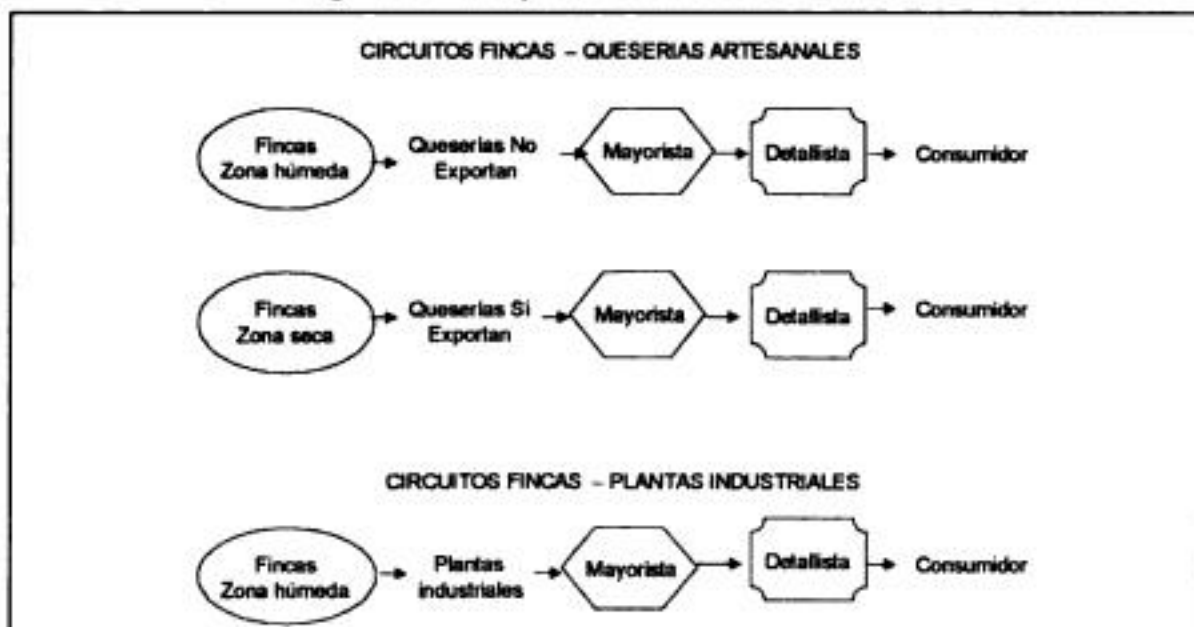 CIRCUITOS FINCAS – QUESERIAS ARTESANALES
Fincas
Zona húmeda
Queserias No
Exportan
Mayorista
Detallista
Consumidor
Fincas
Zona seca
Queserias Si
Exportan
Mayorista
Detallista
Consumidor
CIRCUITOS FINCAS – PLANTAS INDUSTRIALES
Fincas
Zona húmeda
Plantas
industriales
Mayorista
Detallista
Consumidor